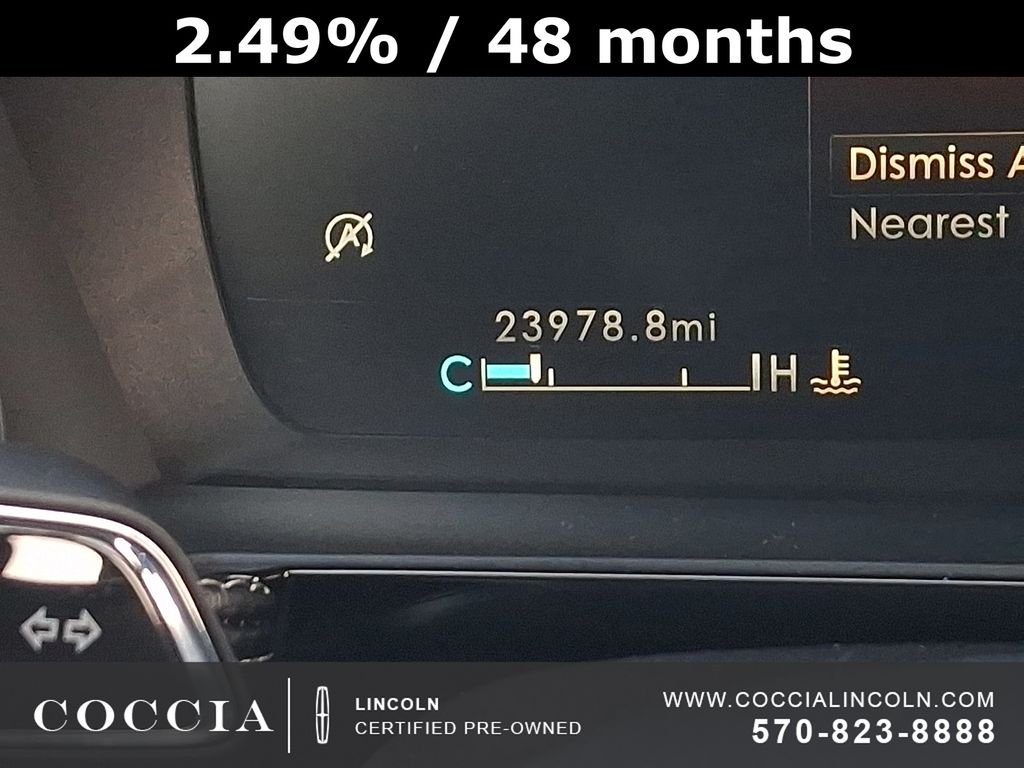 2.49% / 48 months
Dismiss A
Nearest
A
23978.8mi
C H
COCCIA
LINCOLN
CERTIFIED PRE-OWNED
WWW.COCCIALINCOLN.COM
570-823-8888